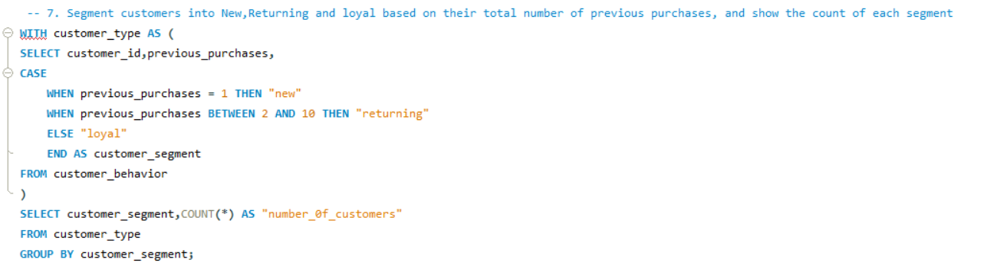 -- 7. Segment customers into New,Returning and loyal based on their total number of previous purchases, and show the count of each segment
WITH customer_type AS (
SELECT customer_id,previous_purchases,
CASE
WHEN previous_purchases = 1 THEN "new"
WHEN previous_purchases BETWEEN 2 AND 10 THEN "returning"
ELSE "loyal"
END AS customer_segment
FROM customer_behavior
)
SELECT customer_segment,COUNT(*) AS "number_0f_customers"
FROM customer_type
GROUP BY customer_segment;